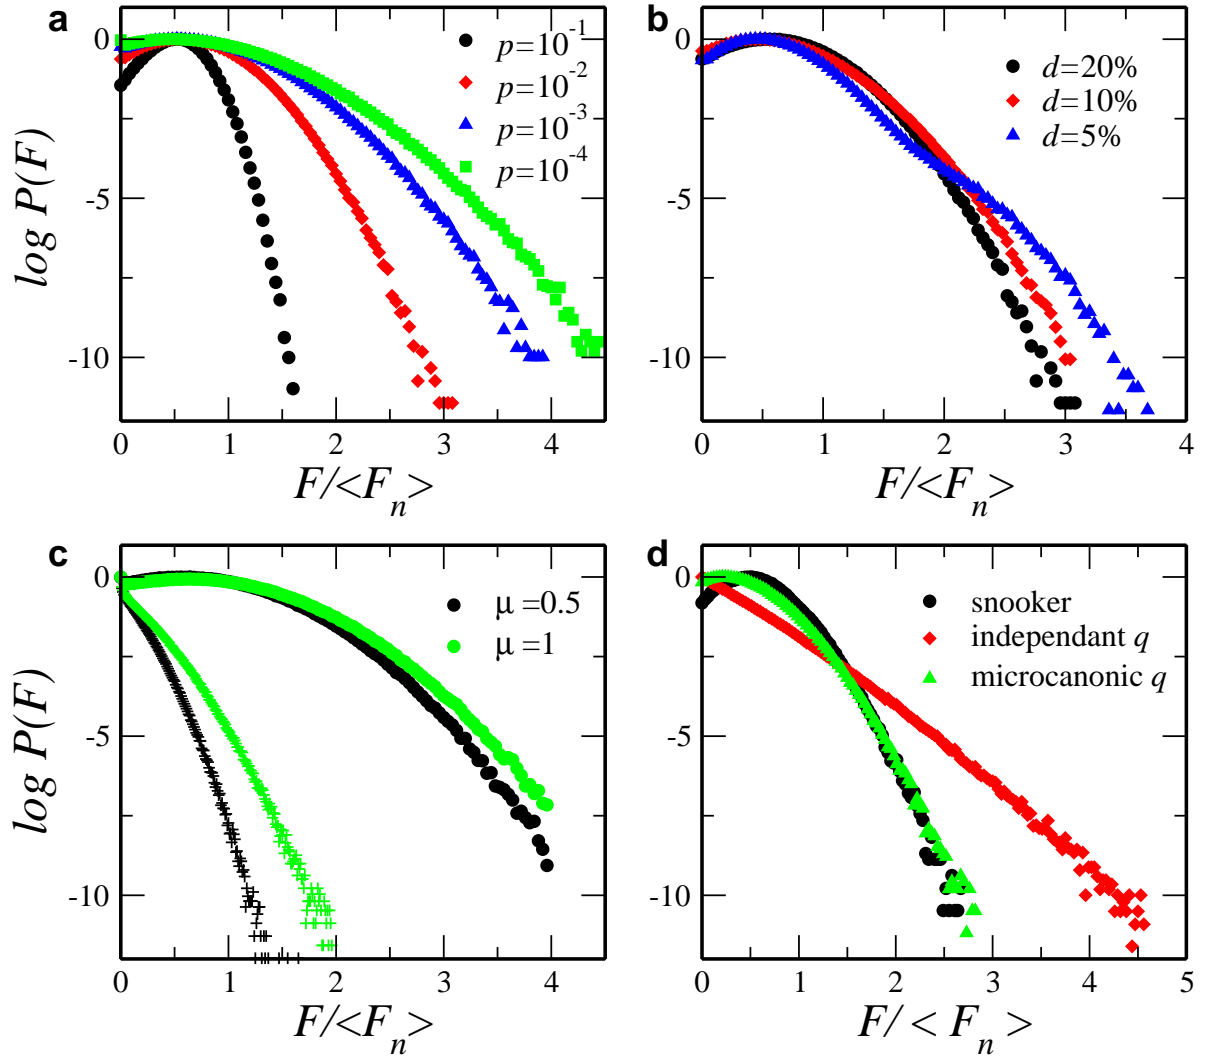 a
p=10^-1
p=10^-2
p=10^-3
p=10^-4
0
-5
-10
log P(F)
0 1 2 3 4
F/<F_n>
b
d=20%
d=10%
d=5%
0
-5
-10
0 1 2 3 4
F/<F_n>
c
μ =0.5
μ =1
0
-5
-10
log P(F)
0 1 2 3 4
F/<F_n>
d
snooker
independant q
microcanonic q
0
-5
-10
0 1 2 3 4 5
F/< F_n >